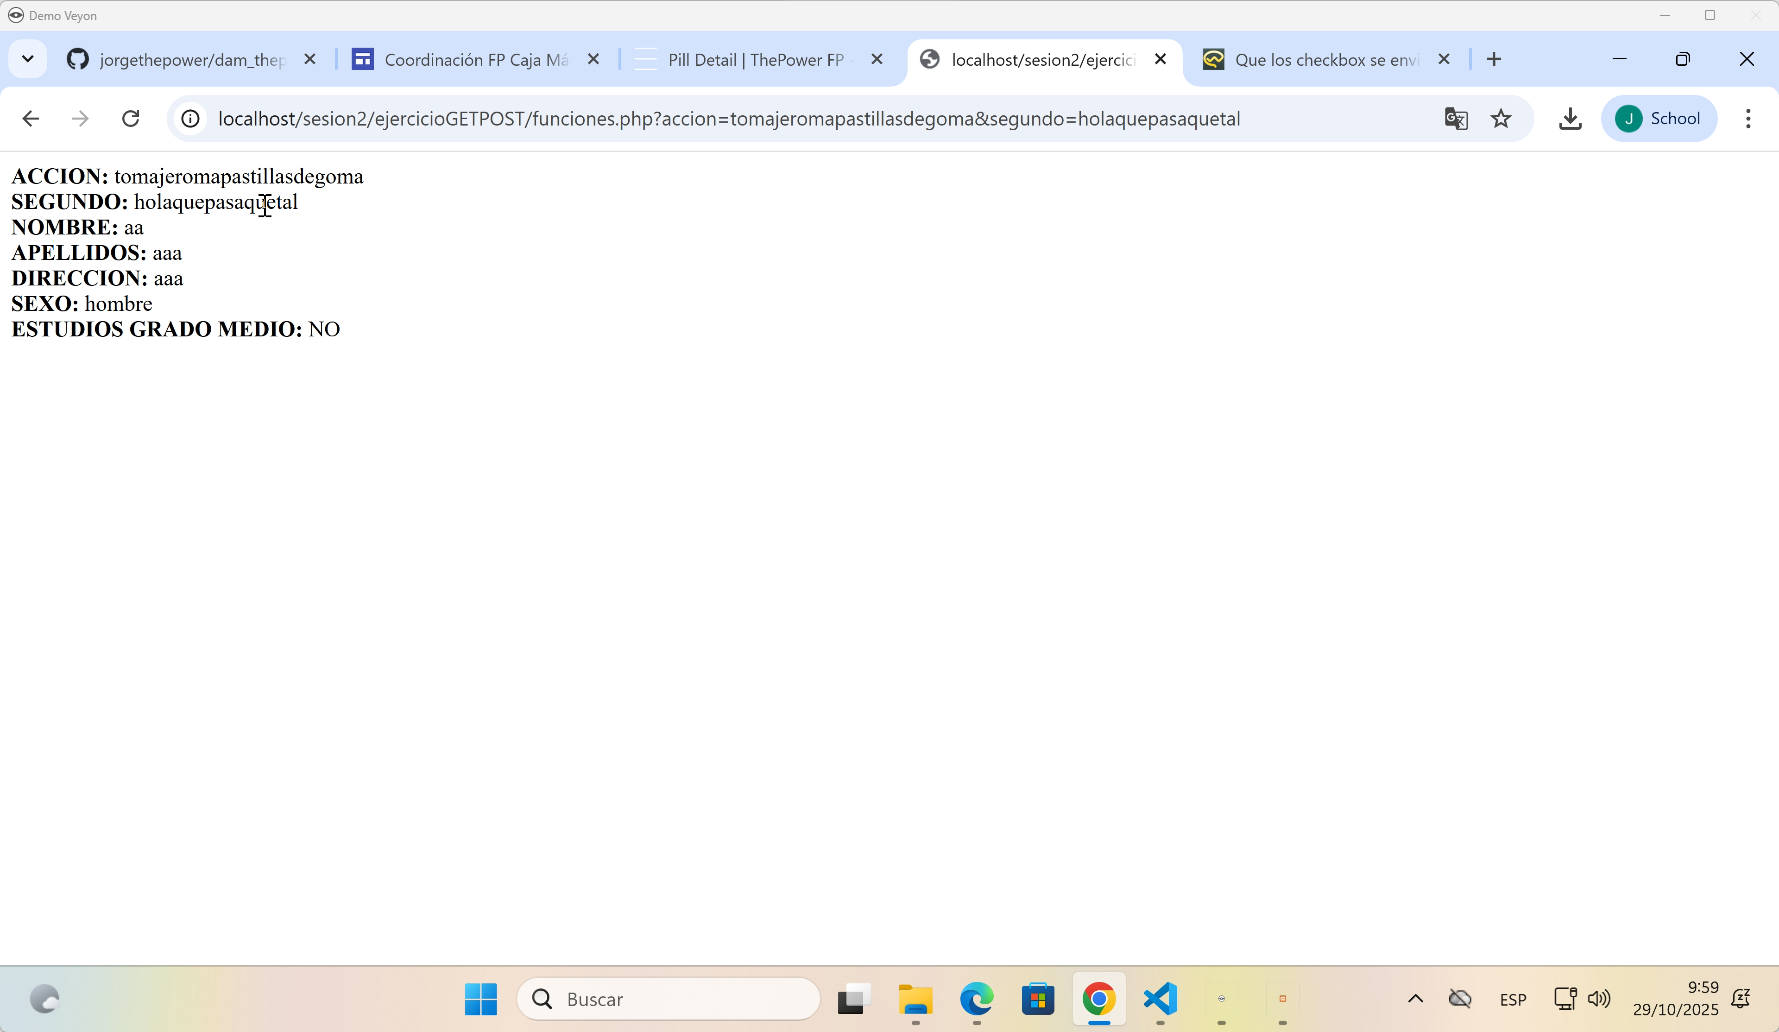 Demo Veyon
jorgethepower/dam_thep
Coordinación FP Caja Má
Pill Detail | ThePower FP -
localhost/sesion2/ejercici
Que los checkbox se envi
localhost/sesion2/ejercicioGETPOST/funciones.php?accion=tomajeromapastillasdegoma&segundo=holaquepasaquetal
J School
ACCION: tomajeromapastillasdegoma
SEGUNDO: holaquepasaquetal
NOMBRE: aa
APELLIDOS: aaa
DIRECCION: aaa
SEXO: hombre
ESTUDIOS GRADO MEDIO: NO
Buscar
ESP
9:59
29/10/2025